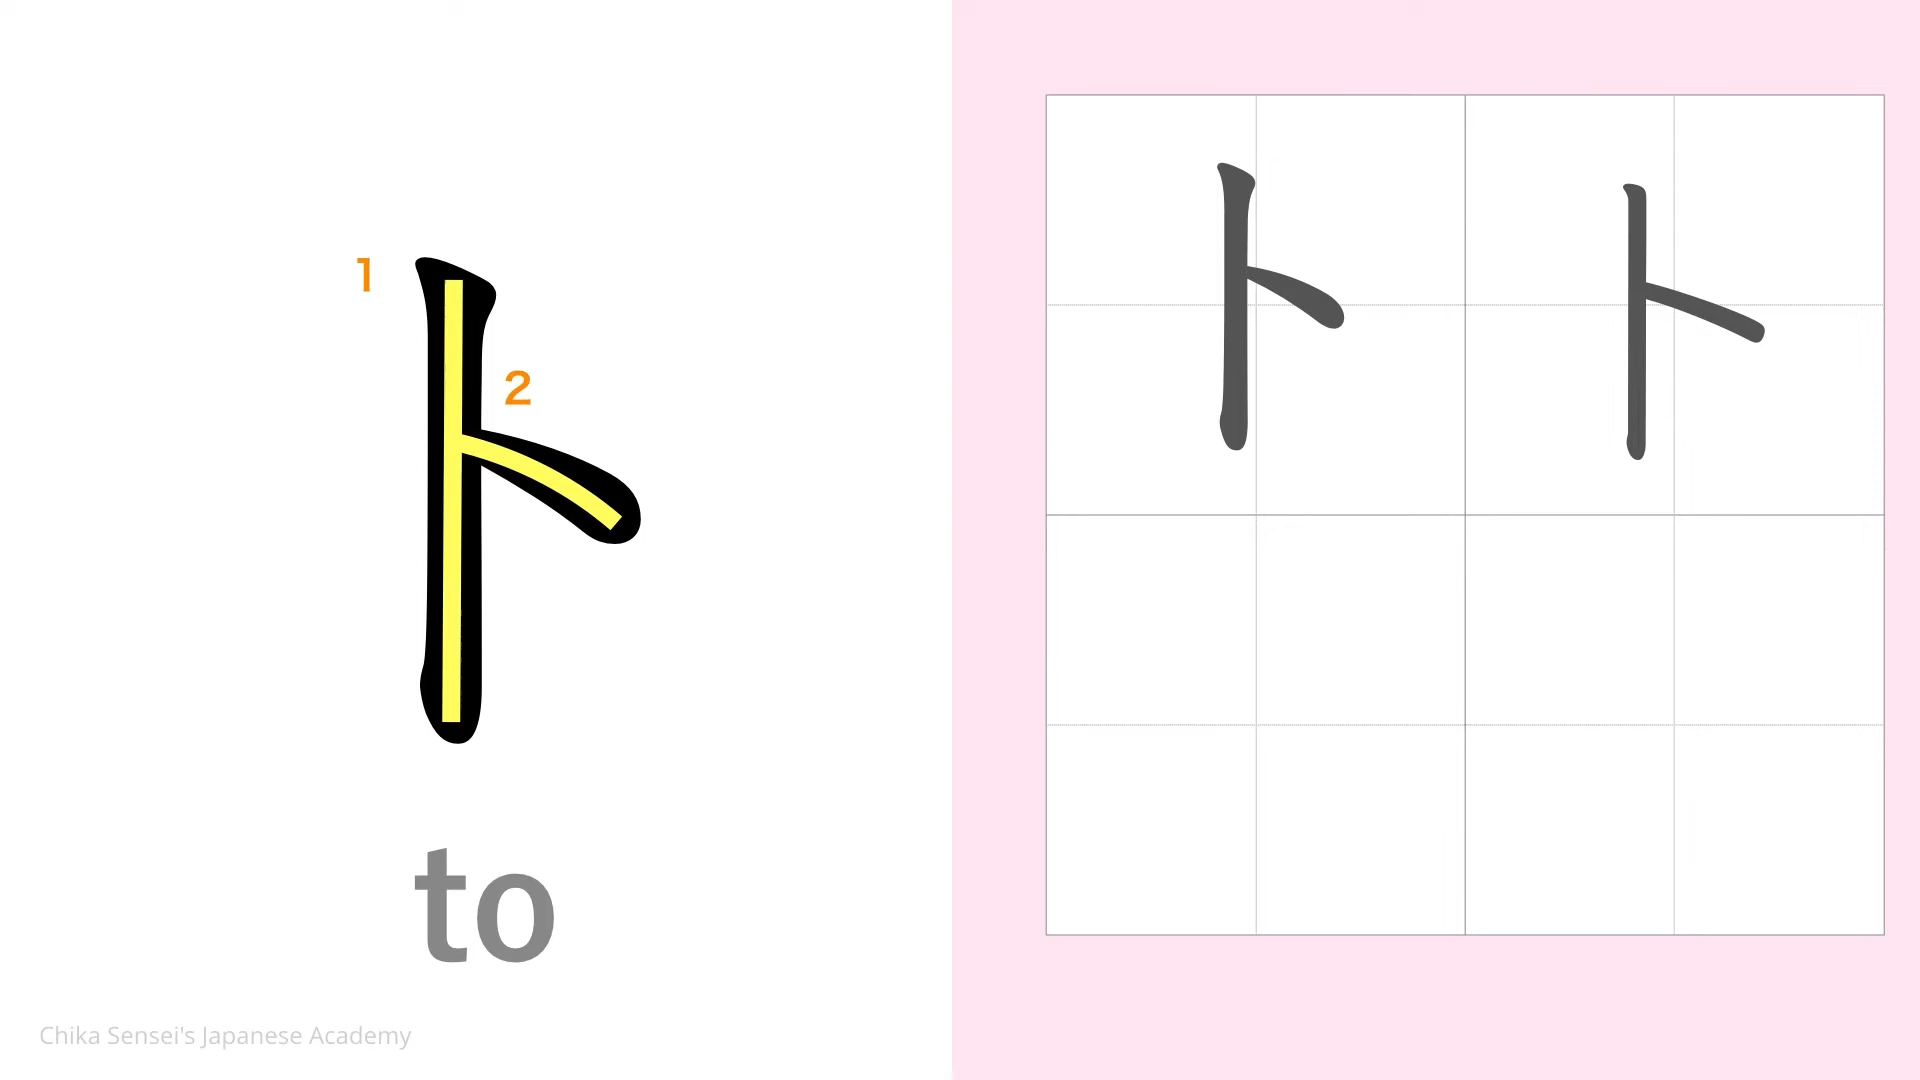 1
2
ト
to
ト ト
Chika Sensei's Japanese Academy